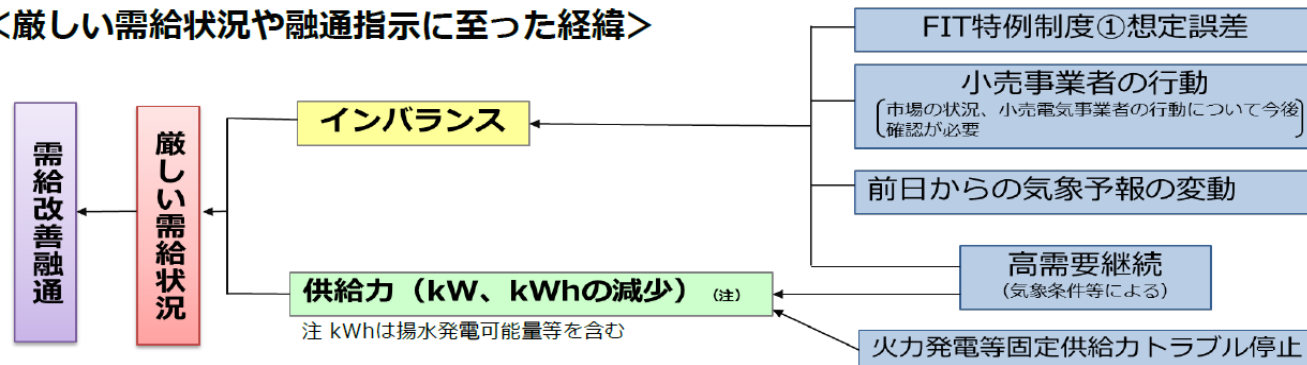 <厳しい需給状況や融通指示に至った経緯>
需給改善融通
厳しい需給状況
インバランス
供給力（kW、kWhの減少）（注）
注 kWhは揚水発電可能量等を含む
FIT特例制度①想定誤差
小売事業者の行動
市場の状況、小売電気事業者の行動について今後
確認が必要
前日からの気象予報の変動
高需要継続
（気象条件等による）
火力発電等固定供給力トラブル停止